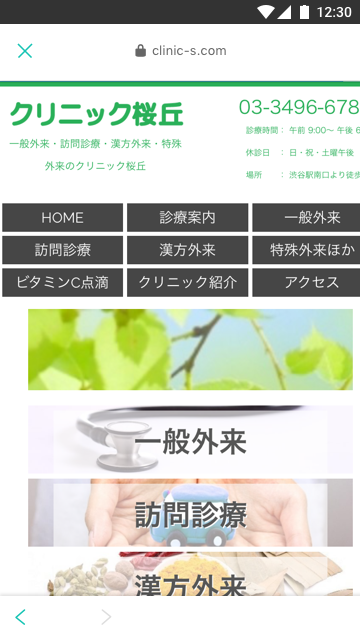 12:30
clinic-s.com
クリニック桜丘
一般外来・訪問診療・漢方外来・特殊
外来のクリニック桜丘
03-3496-678
診療時間： 午前 9:00〜 午後 6
休診日 ： 日・祝・土曜午後
場所 ： 渋谷駅南口より徒歩
HOME 診療案内 一般外来
訪問診療 漢方外来 特殊外来ほか
ビタミンC点滴 クリニック紹介 アクセス
一般外来
訪問診療
漢方外来